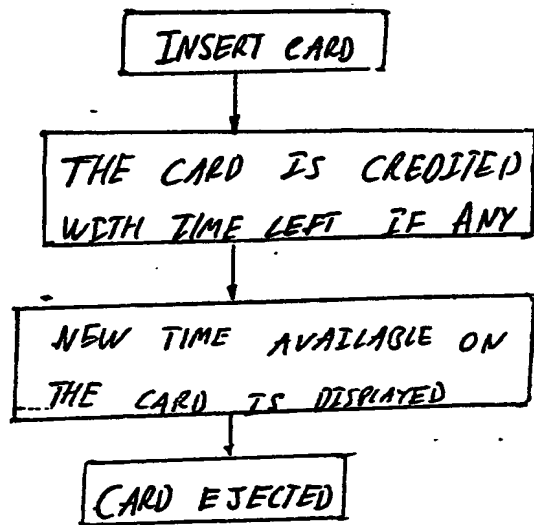 INSERT CARD
THE CARD IS CREDITED
WITH TIME LEFT IF ANY
NEW TIME AVAILABLE ON
THE CARD IS DISPLAYED
CARD EJECTED